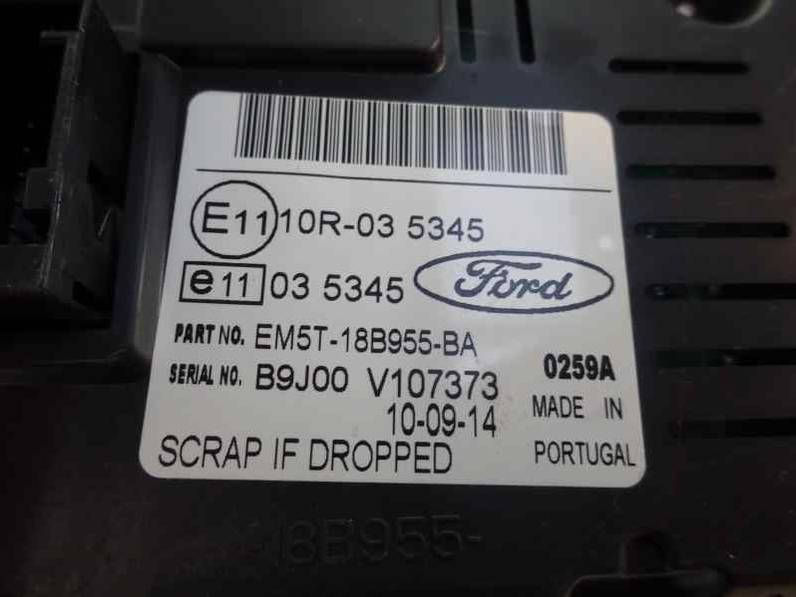 E11 10R-03 5345
e11 03 5345 Ford
PART NO. EM5T-18B955-BA
SERIAL NO. B9J00 V107373 0259A
10-09-14 MADE IN
SCRAP IF DROPPED PORTUGAL
18B955-